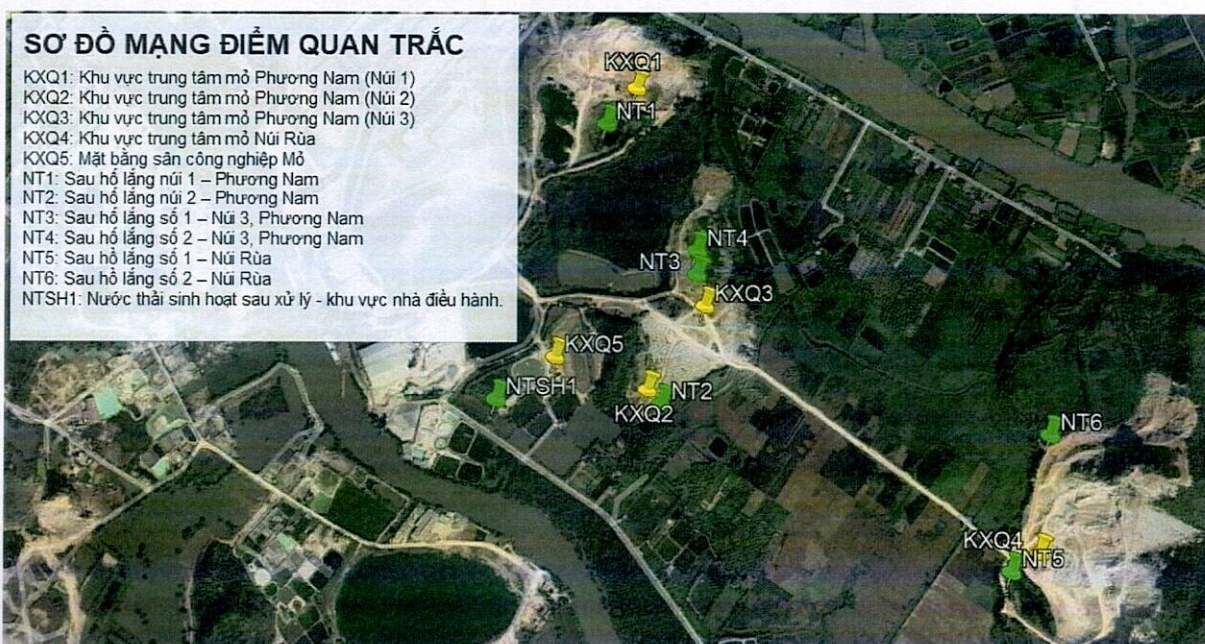 SƠ ĐỒ MẠNG ĐIỂM QUAN TRẮC
KXQ1: Khu vực trung tâm mỏ Phương Nam (Núi 1)
KXQ2: Khu vực trung tâm mỏ Phương Nam (Núi 2)
KXQ3: Khu vực trung tâm mỏ Phương Nam (Núi 3)
KXQ4: Khu vực trung tâm mỏ Núi Rùa
KXQ5: Mặt bằng sân công nghiệp Mỏ
NT1: Sau hố lắng núi 1 – Phương Nam
NT2: Sau hố lắng núi 2 – Phương Nam
NT3: Sau hố lắng số 1 – Núi 3, Phương Nam
NT4: Sau hố lắng số 2 – Núi 3, Phương Nam
NT5: Sau hồ lắng số 1 – Núi Rùa
NT6: Sau hồ lắng số 2 – Núi Rùa
NTSH1: Nước thải sinh hoạt sau xử lý - khu vực nhà điều hành.
KXQ1
NT1
NT4
NT3
KXQ3
KXQ5
NTSH1
NT2
KXQ2
NT6
KXQ4
NT5